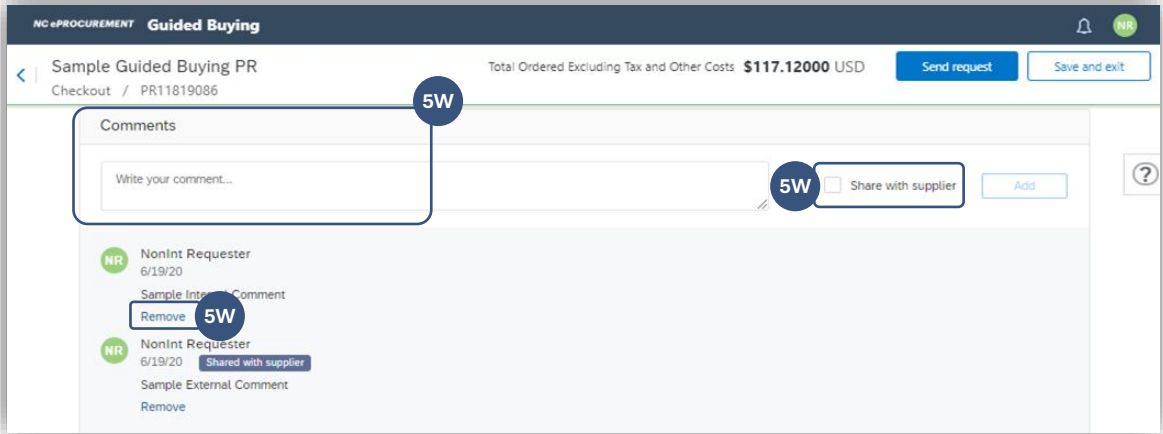 NC ePROCUREMENT Guided Buying NR
Sample Guided Buying PR Total Ordered Excluding Tax and Other Costs $117.12000 USD Send request Save and exit
Checkout / PR11819086
5W
Comments
Write your comment... 5W Share with supplier Add ?
NR NonInt Requester
6/19/20
Sample Internal Comment
Remove 5W
NR NonInt Requester
6/19/20 Shared with supplier
Sample External Comment
Remove